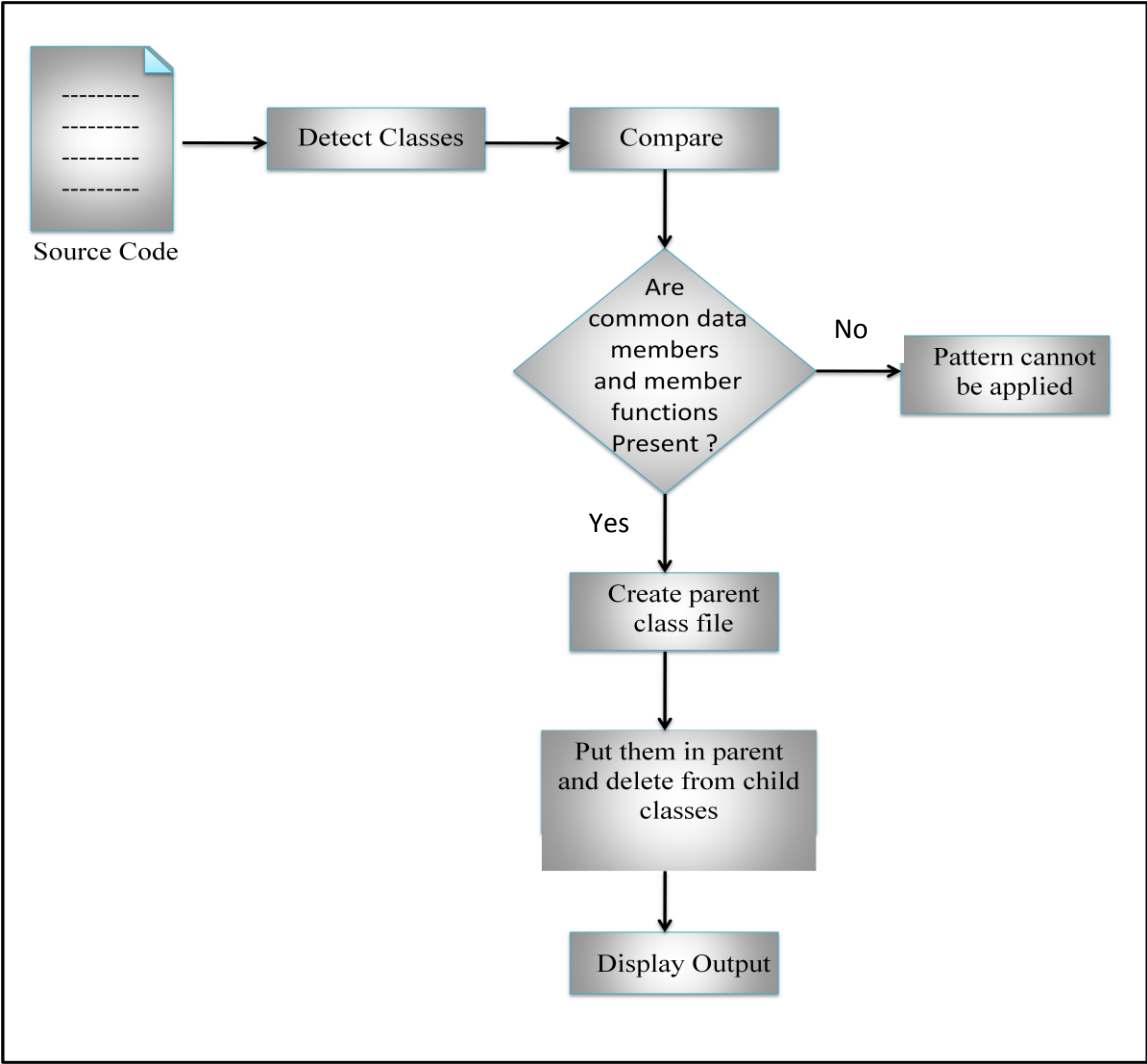 ---------
---------
---------
---------
Source Code
Detect Classes
Compare
Are
common data
members
and member
functions
Present ?
No
Pattern cannot
be applied
Yes
Create parent
class file
Put them in parent
and delete from child
classes
Display Output